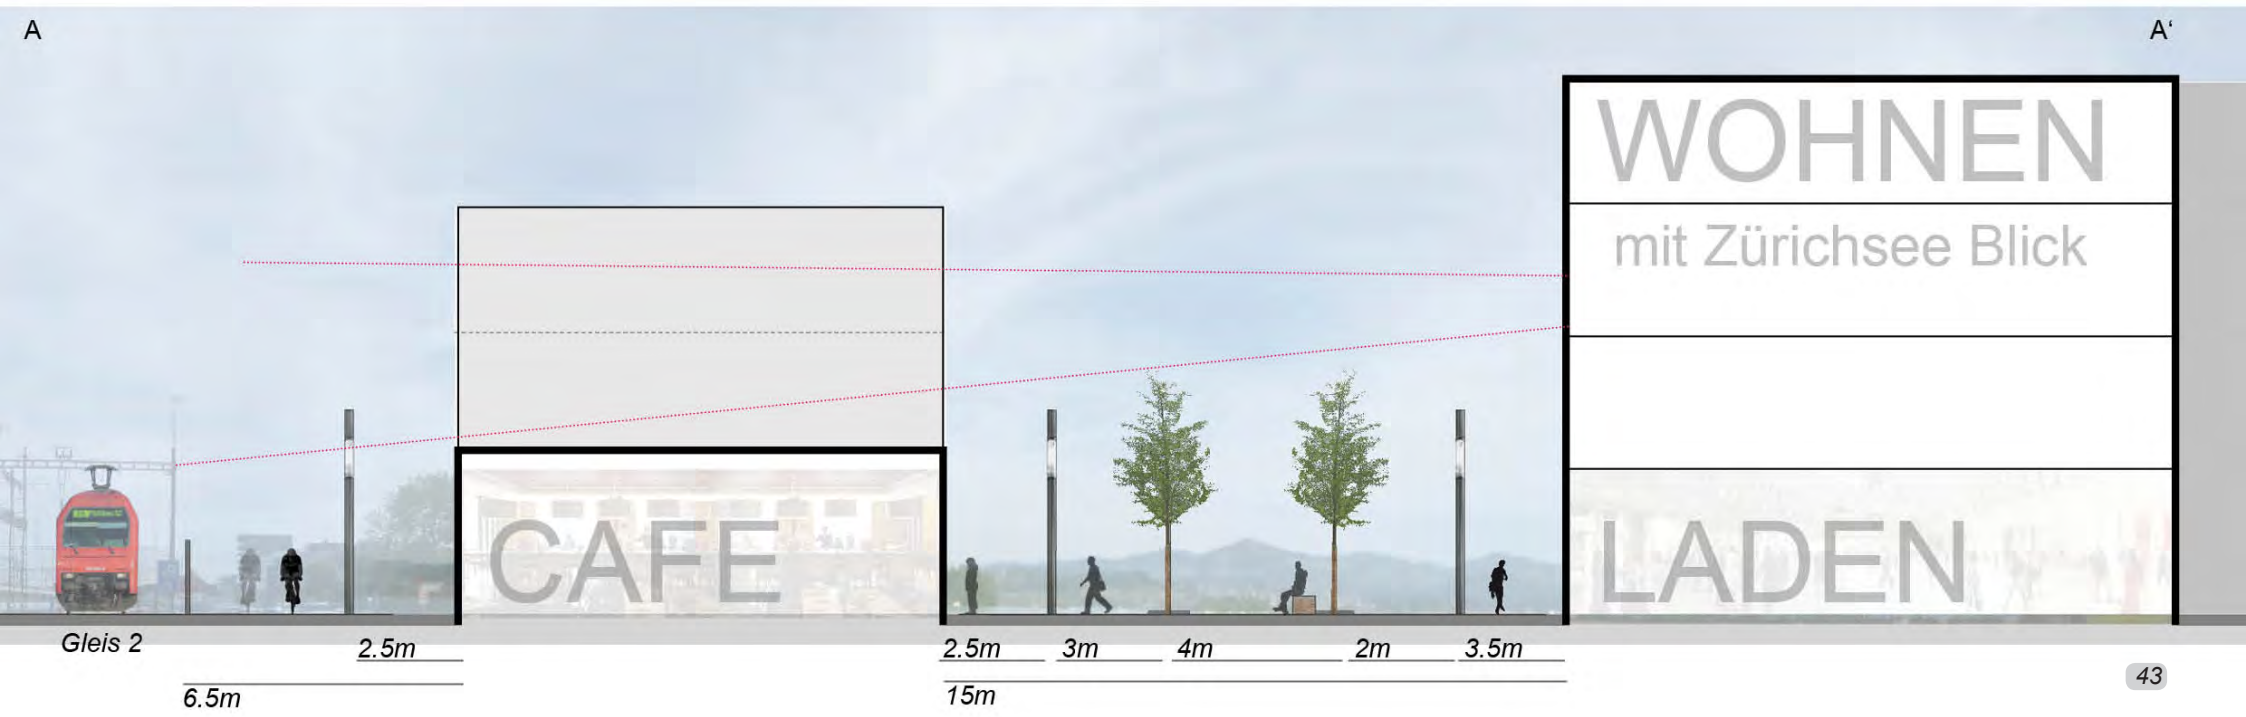 A
A‘
WOHNEN
mit Zürichsee Blick
CAFE
LADEN
Gleis 2
2.5m
2.5m
3m
4m
2m
3.5m
6.5m
15m
43